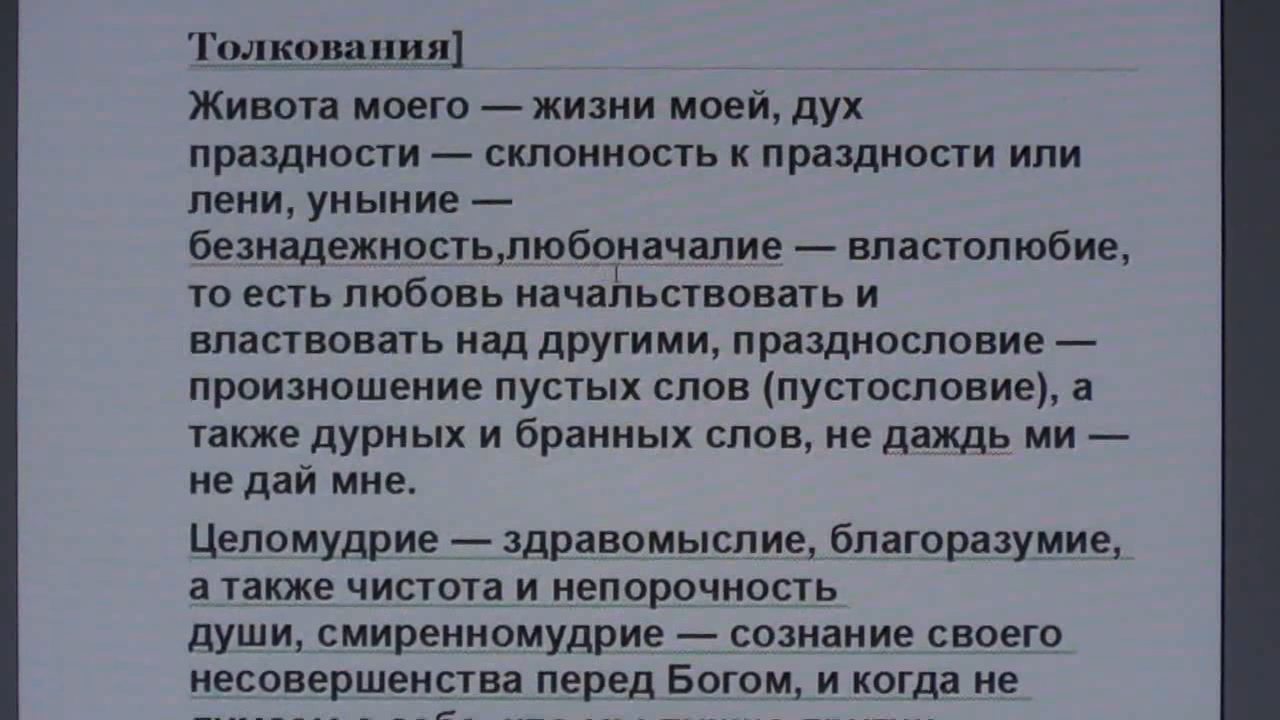 Толкования]
Живота моего — жизни моей, дух
праздности — склонность к праздности или
лени, уныние —
безнадежность,любоначалие — властолюбие,
то есть любовь начальствовать и
властвовать над другими, празднословие —
произношение пустых слов (пустословие), а
также дурных и бранных слов, не даждь ми —
не дай мне.
Целомудрие — здравомыслие, благоразумие,
а также чистота и непорочность
души, смиренномудрие — сознание своего
несовершенства перед Богом, и когда не